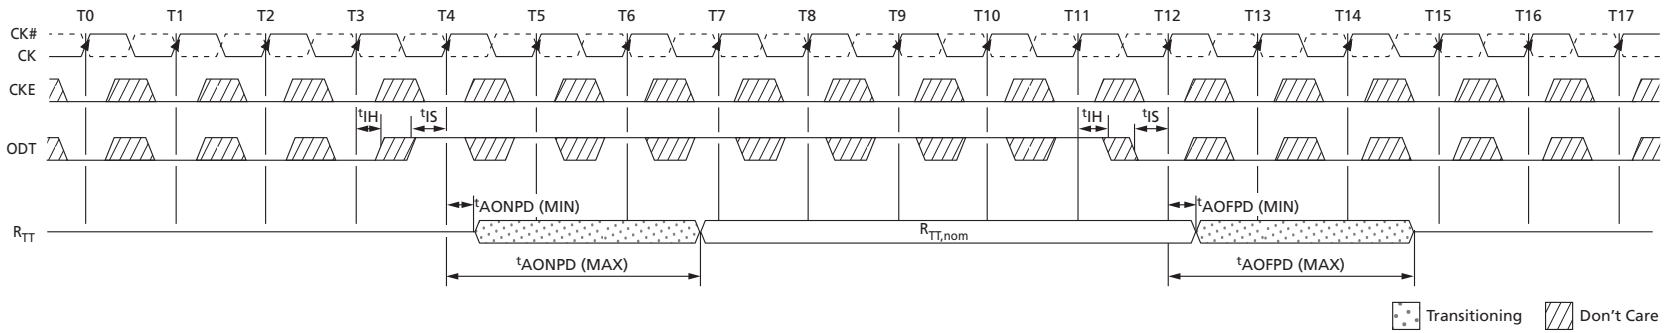 T0 T1 T2 T3 T4 T5 T6 T7 T8 T9 T10 T11 T12 T13 T14 T15 T16 T17
CK#
CK
CKE
tIH tIS tIH tIS
ODT
tAONPD (MIN) tAOFPD (MIN)
RTT RTT,nom
tAONPD (MAX) tAOFPD (MAX)
Transitioning Don't Care